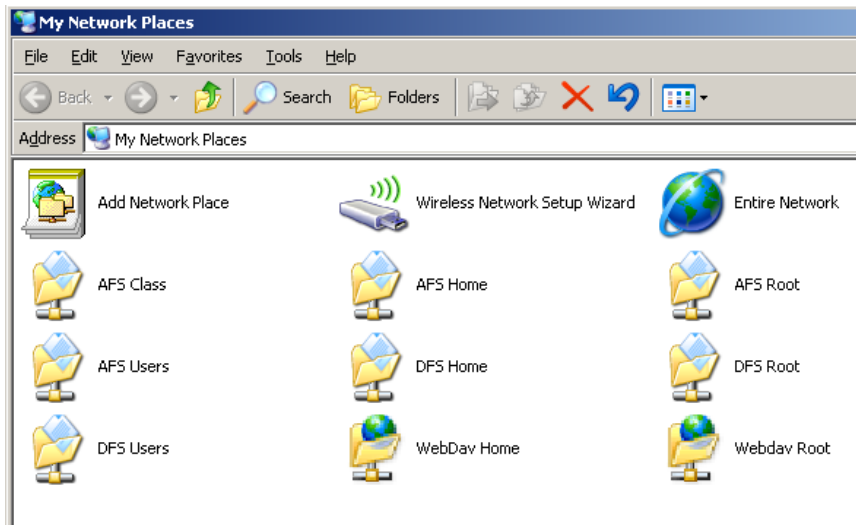 My Network Places
File Edit View Favorites Tools Help
Back Search Folders
Address My Network Places
Add Network Place Wireless Network Setup Wizard Entire Network
AFS Class AFS Home AFS Root
AFS Users DFS Home DFS Root
DFS Users WebDav Home Webdav Root